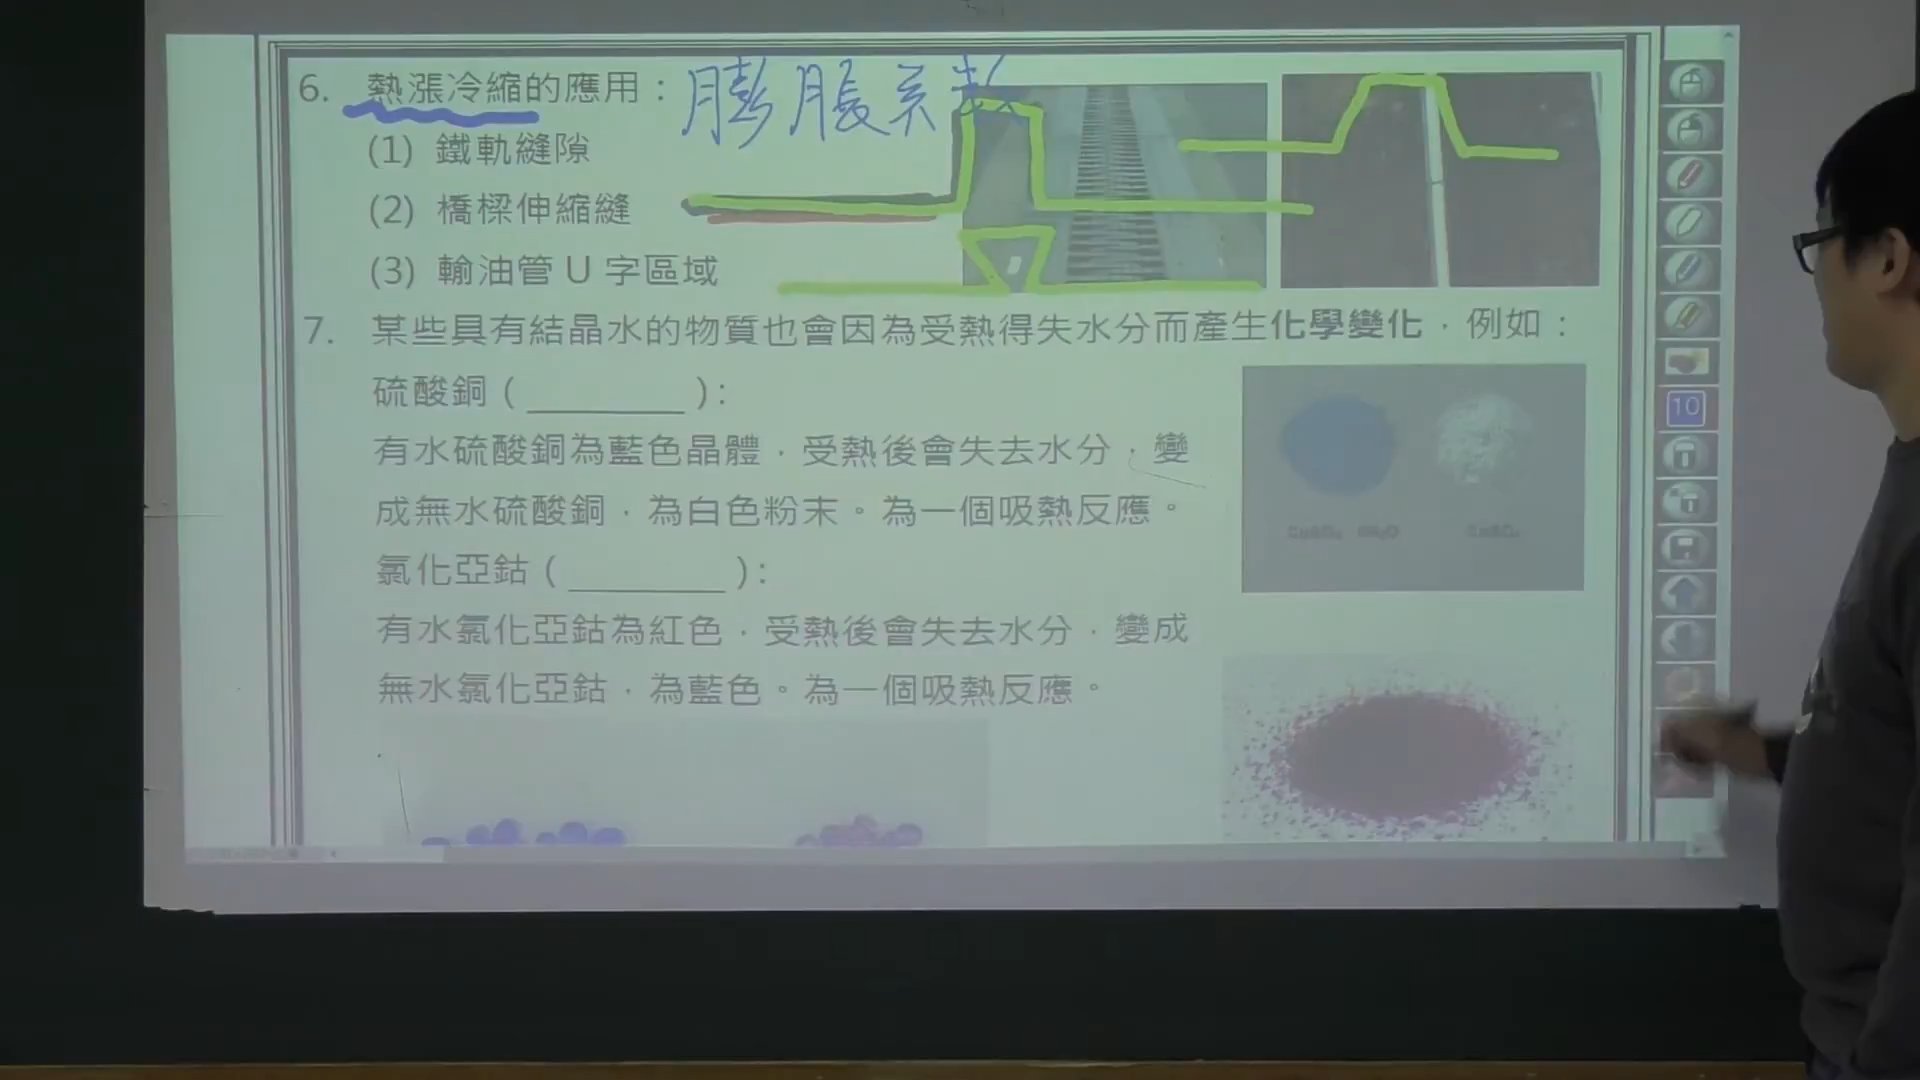 6. 熱漲冷縮的應用：膨脹系数
(1) 鐵軌縫隙
(2) 橋樑伸縮縫
(3) 輸油管 U 字區域
7. 某些具有結晶水的物質也會因為受熱得失水分而產生化學變化，例如：
硫酸銅 ( ________ )：
有水硫酸銅為藍色晶體，受熱後會失去水分，變
成無水硫酸銅，為白色粉末。為一個吸熱反應。
CuSO₄ 5H₂O CuSO₄
氯化亞鈷 ( ________ )：
有水氯化亞鈷為紅色，受熱後會失去水分，變成
無水氯化亞鈷，為藍色。為一個吸熱反應。
10